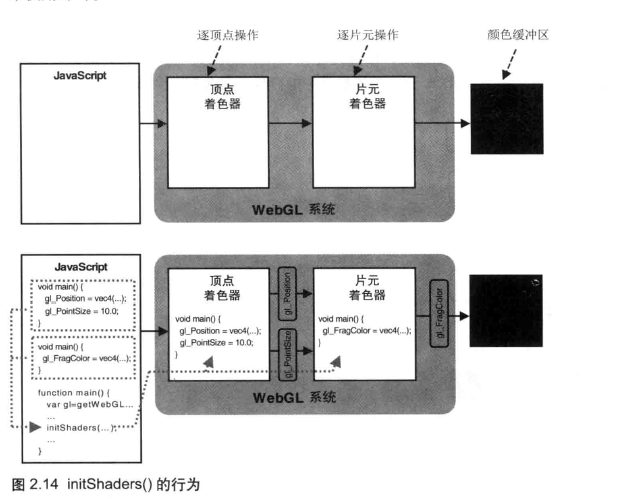 逐顶点操作
逐片元操作
颜色缓冲区
JavaScript
顶点
着色器
片元
着色器
WebGL 系统
JavaScript
void main() {
gl_Position = vec4(...);
gl_PointSize = 10.0;
}
void main() {
gl_FragColor = vec4(...);
}
function main() {
var gl=getWebGL...
...
initShaders(...);
...
}
顶点
着色器
void main() {
gl_Position = vec4(...);
gl_PointSize = 10.0;
}
gl_Position
gl_PointSize
片元
着色器
void main() {
gl_FragColor = vec4(...);
}
gl_FragColor
WebGL 系统
图 2.14 initShaders() 的行为